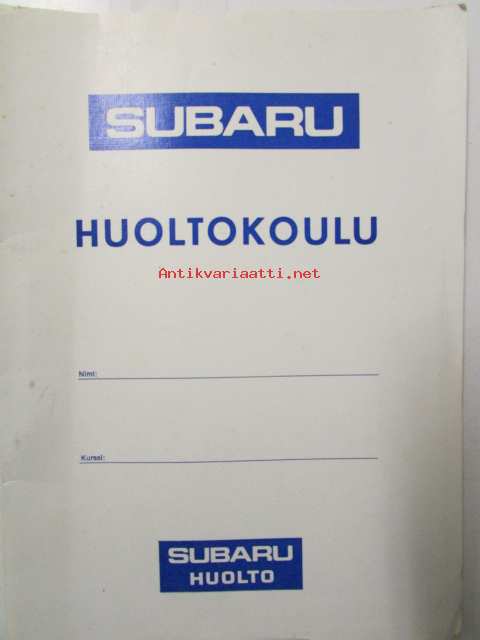 SUBARU
HUOLTOKOULU
Antikvariaatti.net
Nimi:
Kurssi:
SUBARU
HUOLTO